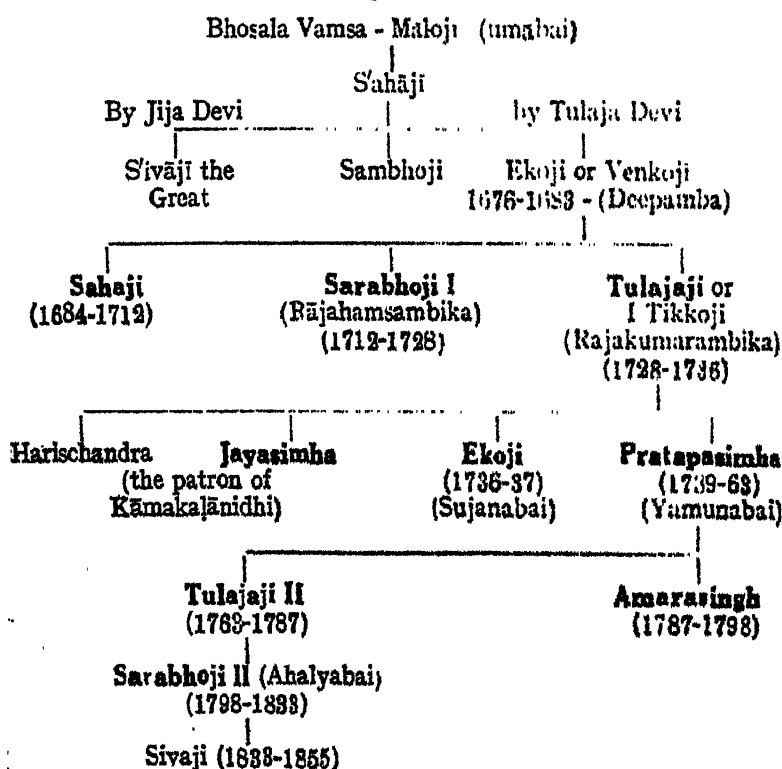 Bhosala Vamsa - Maloji (umabai)
S'ahājī
By Jija Devi by Tulaja Devi
S'ivājī the Sambhoji Ekoji or Venkoji
Great 1676-1683 - (Deepamba)
Sahaji Sarabhoji I Tulajaji or
(1684-1712) (Rājahamsambika) I Tikkoji
(1712-1728) (Rajakumarambika)
(1728-1736)
Harischandra Jayasimha Ekoji Pratapasimha
(the patron of (1736-37) (1739-63)
Kāmakaḷānidhi) (Sujanabai) (Yamunabai)
Tulajaji II Amarasingh
(1763-1787) (1787-1798)
Sarabhoji II (Ahalyabai)
(1798-1833)
Sivaji (1833-1855)